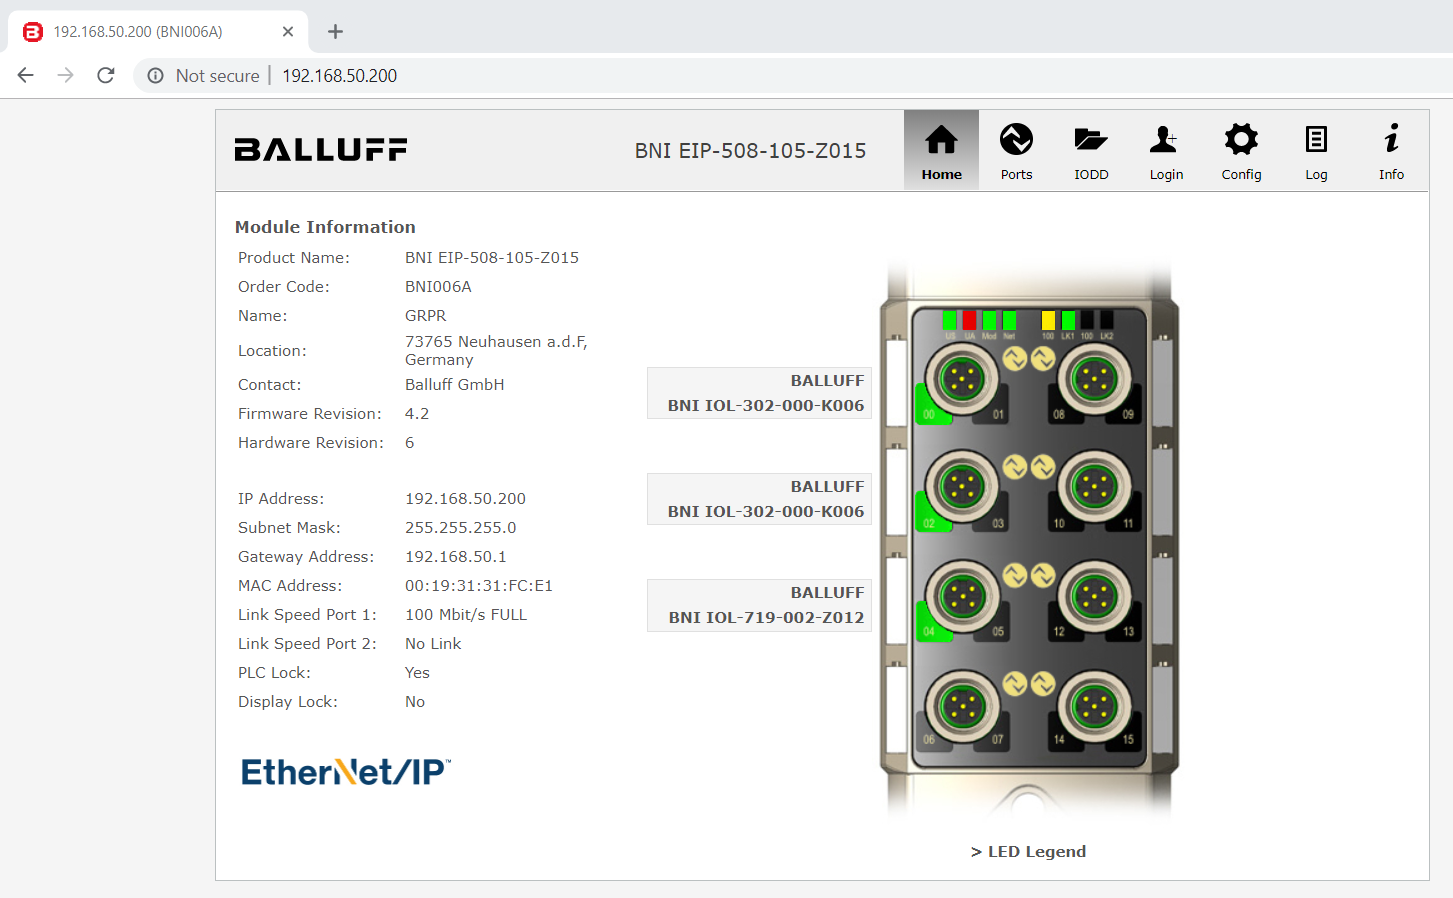 192.168.50.200 (BNI006A)
Not secure
192.168.50.200
BALLUFF
BNI EIP-508-105-Z015
Home
Ports
IODD
Login
Config
Log
Info
Module Information
Product Name: BNI EIP-508-105-Z015
Order Code: BNI006A
Name: GRPR
Location: 73765 Neuhausen a.d.F,
Germany
Contact: Balluff GmbH
Firmware Revision: 4.2
Hardware Revision: 6
IP Address: 192.168.50.200
Subnet Mask: 255.255.255.0
Gateway Address: 192.168.50.1
MAC Address: 00:19:31:31:FC:E1
Link Speed Port 1: 100 Mbit/s FULL
Link Speed Port 2: No Link
PLC Lock: Yes
Display Lock: No
EtherNet/IP™
BALLUFF
BNI IOL-302-000-K006
BALLUFF
BNI IOL-302-000-K006
BALLUFF
BNI IOL-719-002-Z012
US UA Mod Net 100 LK1 100 LK2
00 01 08 09
02 03 10 11
04 05 12 13
06 07 14 15
> LED Legend